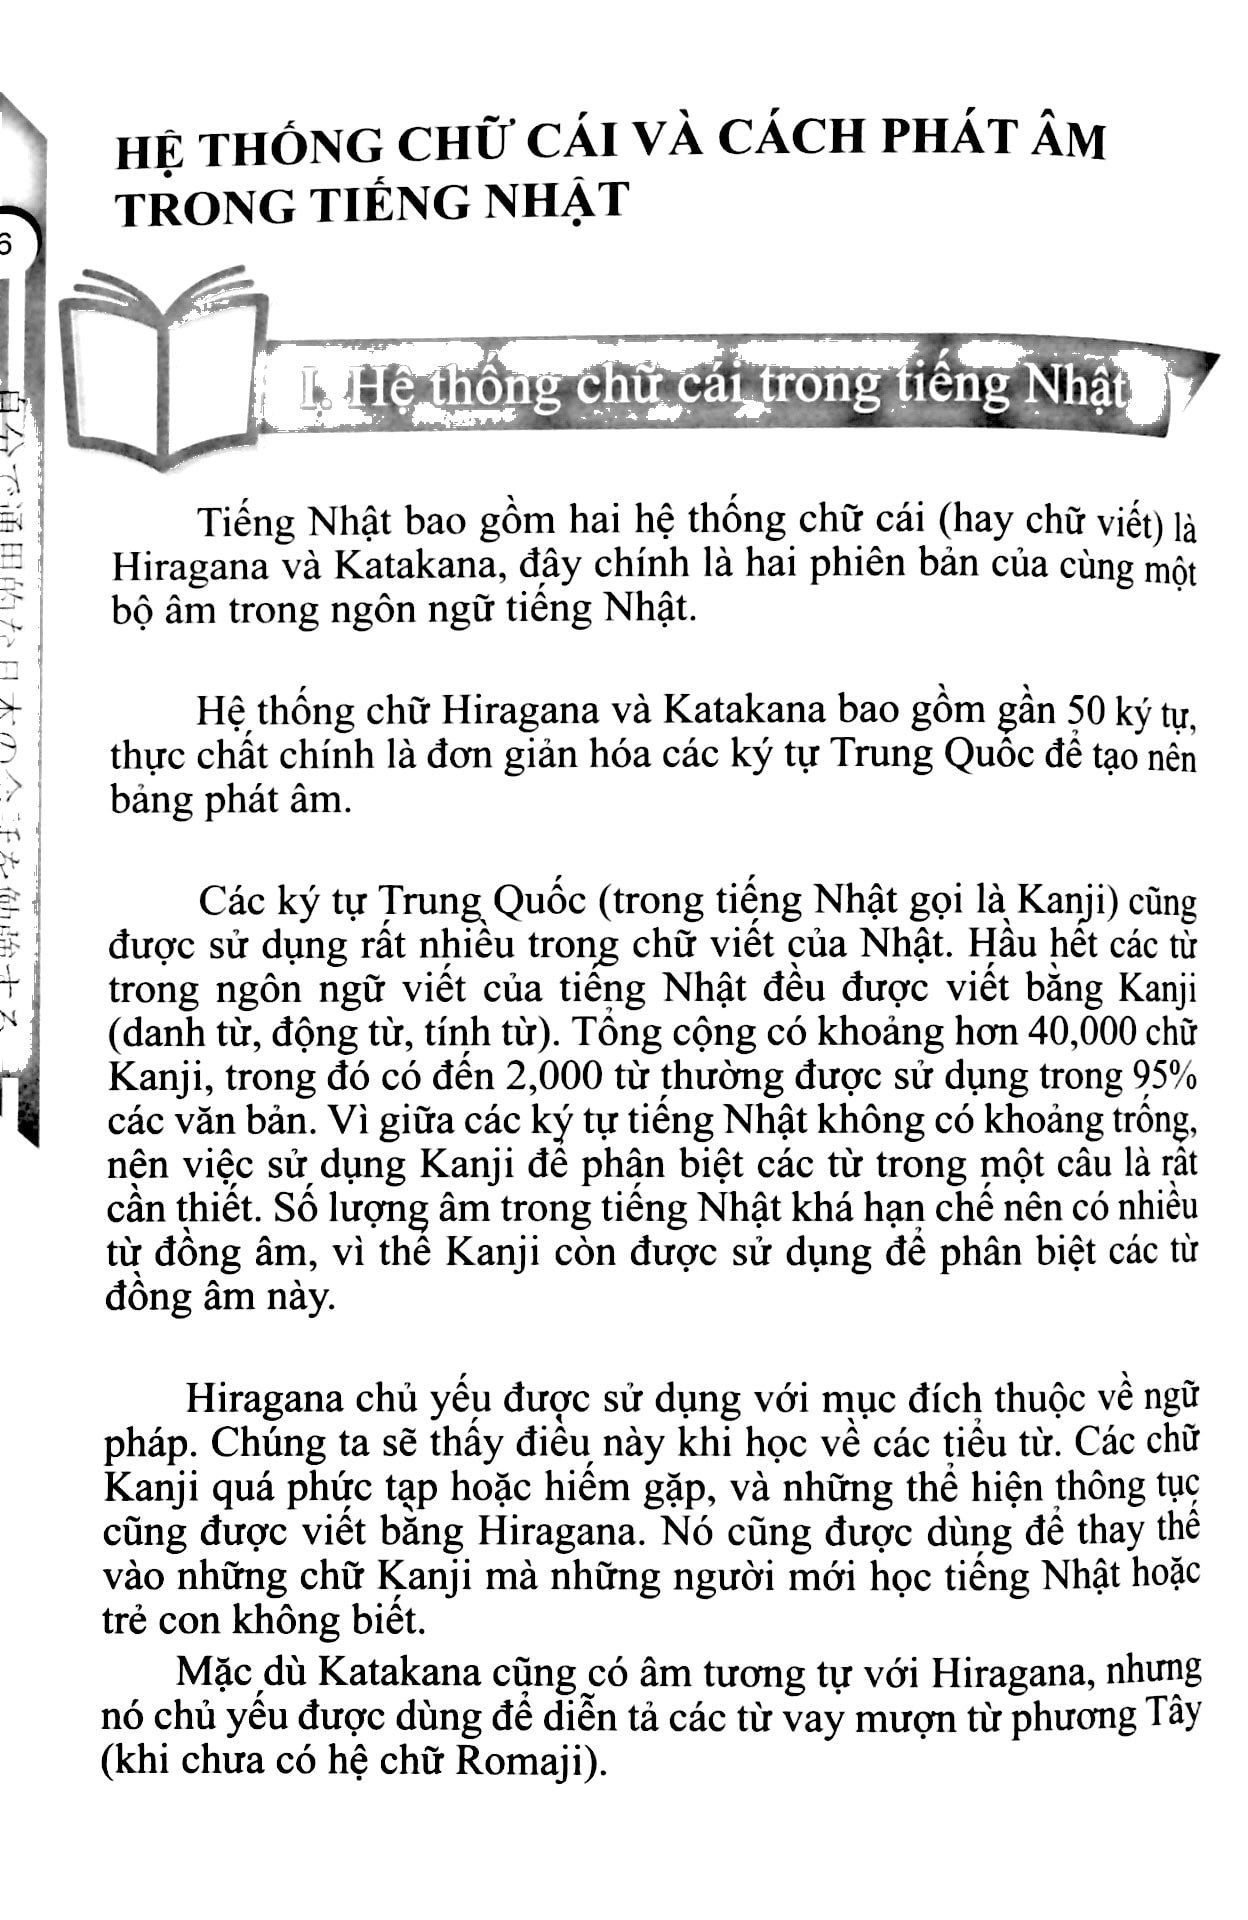 HỆ THỐNG CHỮ CÁI VÀ CÁCH PHÁT ÂM
TRONG TIẾNG NHẬT
6
I. Hệ thống chữ cái trong tiếng Nhật
Tiếng Nhật bao gồm hai hệ thống chữ cái (hay chữ viết) là
Hiragana và Katakana, đây chính là hai phiên bản của cùng một
bộ âm trong ngôn ngữ tiếng Nhật.
Hệ thống chữ Hiragana và Katakana bao gồm gần 50 ký tự,
thực chất chính là đơn giản hóa các ký tự Trung Quốc để tạo nên
bảng phát âm.
Các ký tự Trung Quốc (trong tiếng Nhật gọi là Kanji) cũng
được sử dụng rất nhiều trong chữ viết của Nhật. Hầu hết các từ
trong ngôn ngữ viết của tiếng Nhật đều được viết bằng Kanji
(danh từ, động từ, tính từ). Tổng cộng có khoảng hơn 40,000 chữ
Kanji, trong đó có đến 2,000 từ thường được sử dụng trong 95%
các văn bản. Vì giữa các ký tự tiếng Nhật không có khoảng trống,
nên việc sử dụng Kanji để phân biệt các từ trong một câu là rất
cần thiết. Số lượng âm trong tiếng Nhật khá hạn chế nên có nhiều
từ đồng âm, vì thế Kanji còn được sử dụng để phân biệt các từ
đồng âm này.
Hiragana chủ yếu được sử dụng với mục đích thuộc về ngữ
pháp. Chúng ta sẽ thấy điều này khi học về các tiểu từ. Các chữ
Kanji quá phức tạp hoặc hiếm gặp, và những thể hiện thông tục
cũng được viết bằng Hiragana. Nó cũng được dùng để thay thế
vào những chữ Kanji mà những người mới học tiếng Nhật hoặc
trẻ con không biết.
Mặc dù Katakana cũng có âm tương tự với Hiragana, nhưng
nó chủ yếu được dùng để diễn tả các từ vay mượn từ phương Tây
(khi chưa có hệ chữ Romaji).